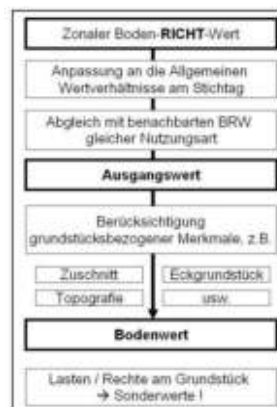 Zonaler Boden-RICHT-Wert
Anpassung an die Allgemeinen
Wertverhältnisse am Stichtag
Abgleich mit benachbarten BRW
gleicher Nutzungsart
Ausgangswert
Berücksichtigung
grundstücksbezogener Merkmale, z.B.
Zuschnitt
Eckgrundstück
Topografie
usw.
Bodenwert
Lasten / Rechte am Grundstück
→ Sonderwerte !